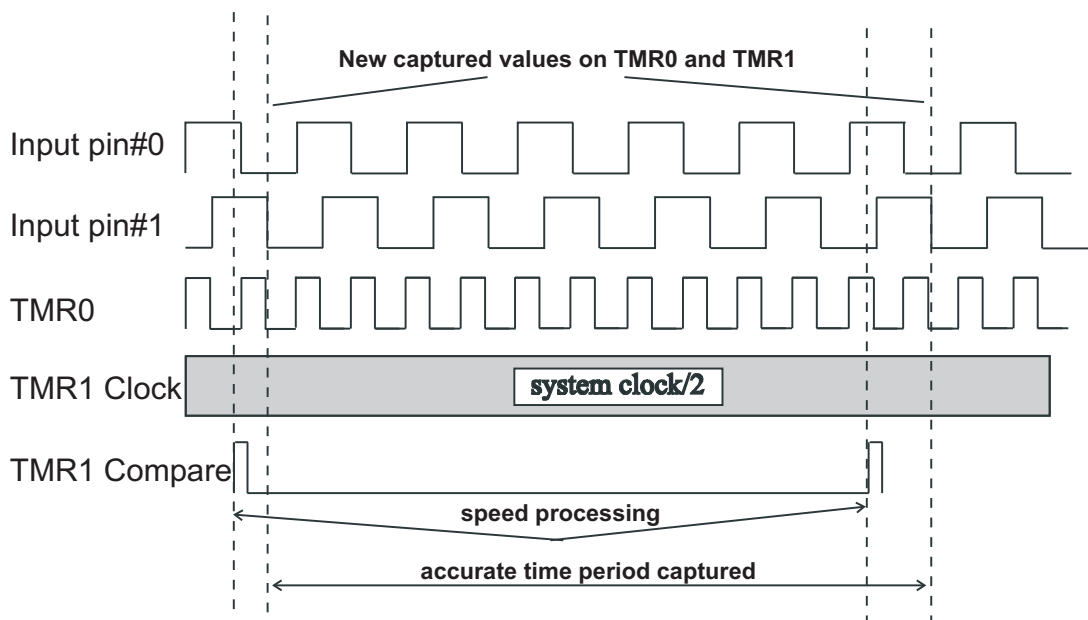 New captured values on TMR0 and TMR1
Input pin#0
Input pin#1
TMR0
TMR1 Clock
system clock/2
TMR1 Compare
speed processing
accurate time period captured